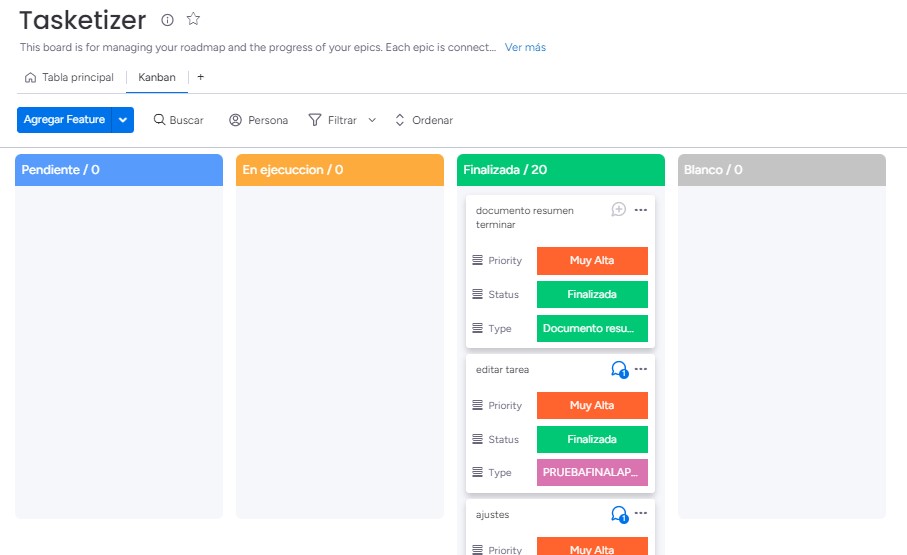 Tasketizer
This board is for managing your roadmap and the progress of your epics. Each epic is connect... Ver más
Tabla principal Kanban +
Agregar Feature Buscar Persona Filtrar Ordenar
Pendiente / 0 En ejecuccion / 0 Finalizada / 20 Blanco / 0
documento resumen
terminar
Priority Muy Alta
Status Finalizada
Type Documento resu...
editar tarea 1
Priority Muy Alta
Status Finalizada
Type PRUEBAFINALAP...
ajustes 1
Priority Muy Alta